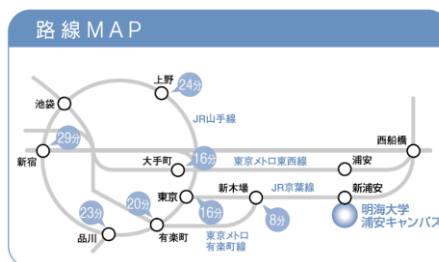 路線MAP
上野
24分
池袋
JR山手線
29分
新宿
西船橋
大手町
16分
東京メトロ東西線
浦安
東京
新木場
JR京葉線
新浦安
20分
16分
8分
23分
品川
有楽町
東京メトロ
有楽町線
明海大学
浦安キャンパス